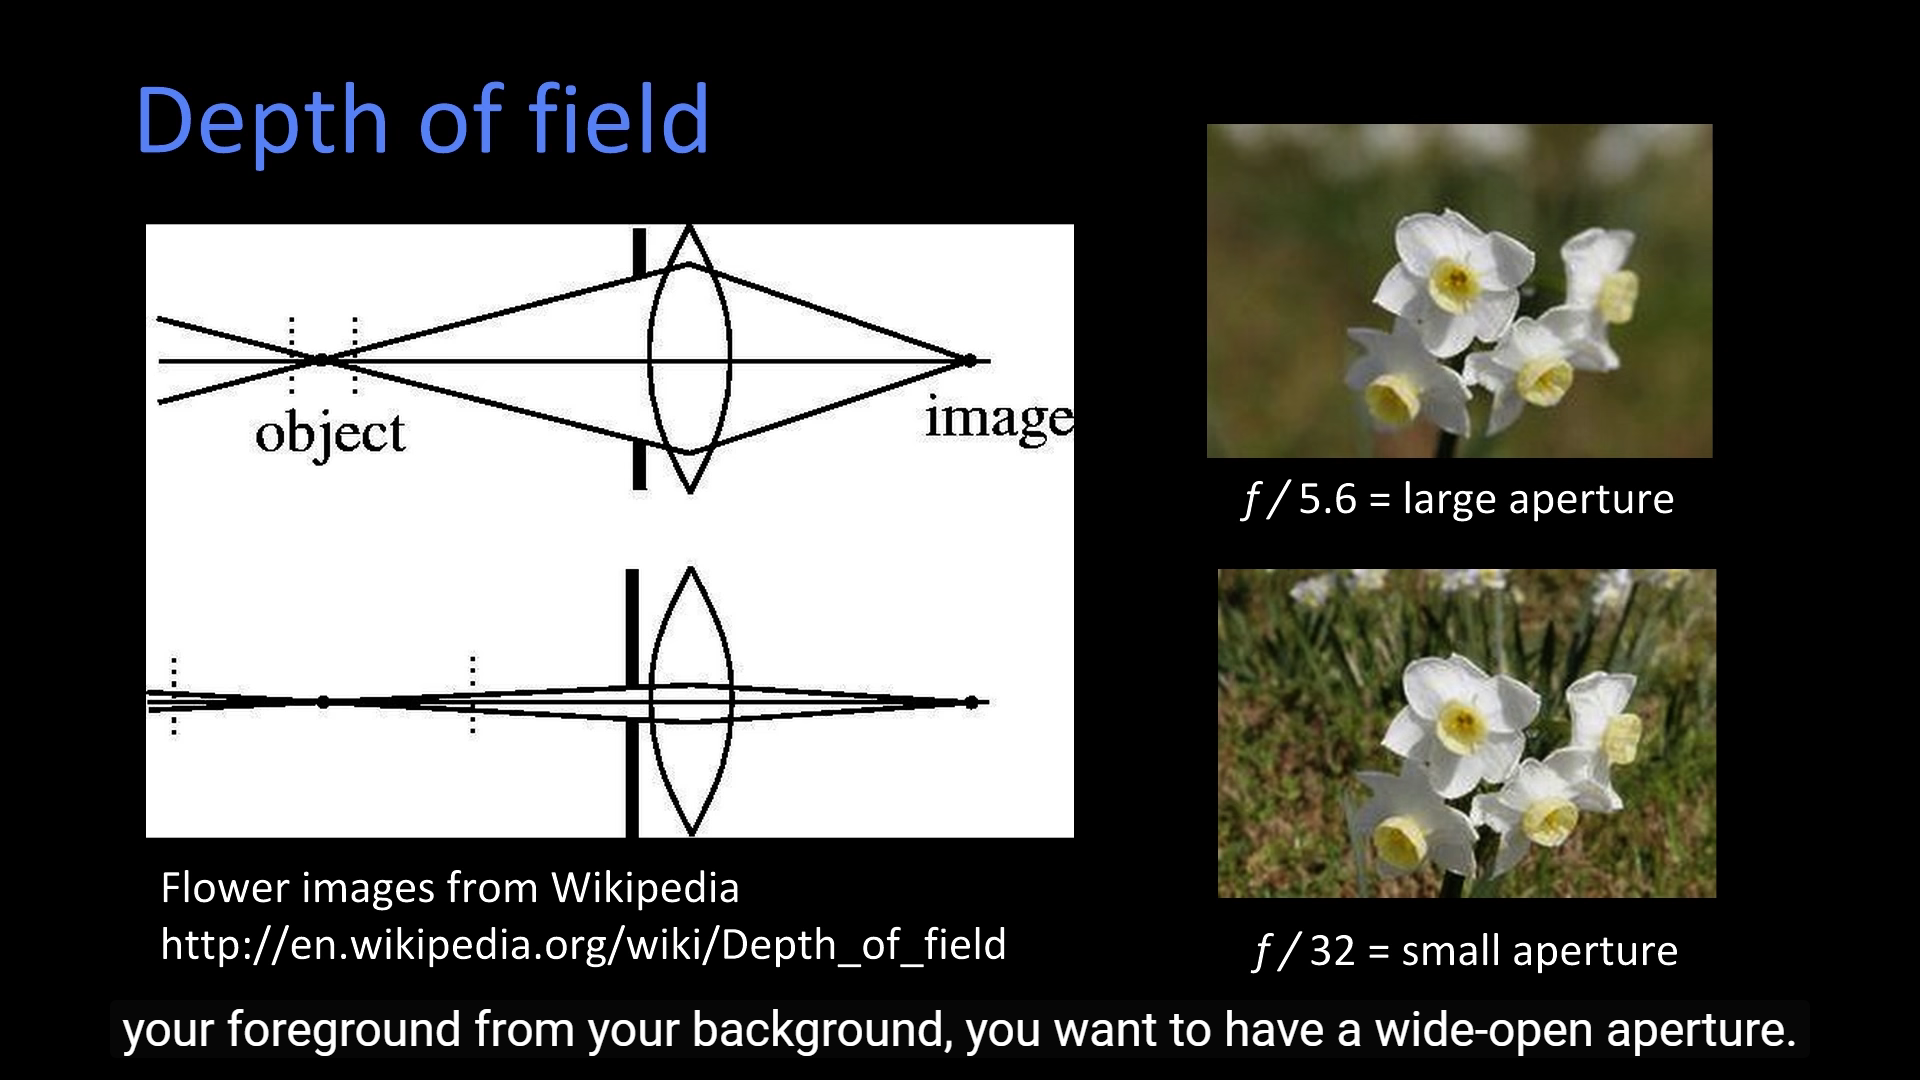 Depth of field
object
image
f / 5.6 = large aperture
f / 32 = small aperture
Flower images from Wikipedia
http://en.wikipedia.org/wiki/Depth_of_field
your foreground from your background, you want to have a wide-open aperture.